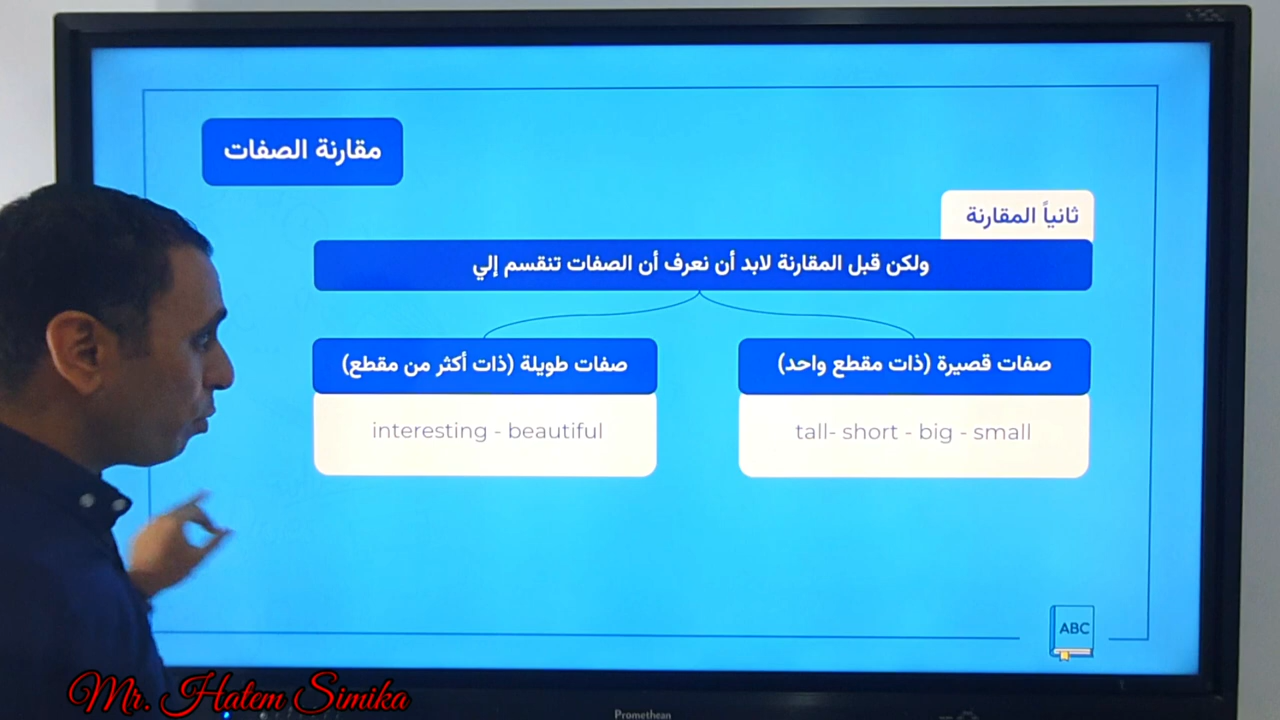 مقارنة الصفات
ثانياً المقارنة
ولكن قبل المقارنة لابد أن نعرف أن الصفات تنقسم إلي
صفات قصيرة (ذات مقطع واحد)
tall- short - big - small
صفات طويلة (ذات أكثر من مقطع)
interesting - beautiful
ABC
Mr. Hatem Simika
Promethean